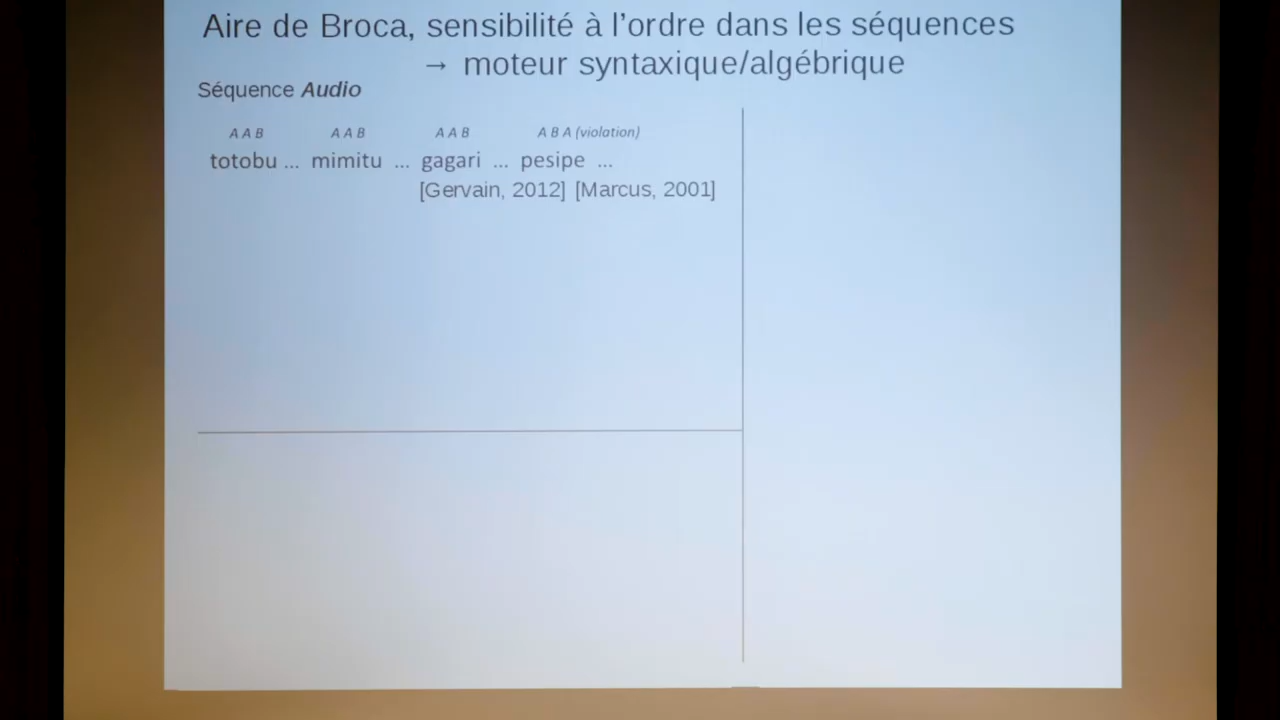 Aire de Broca, sensibilité à l’ordre dans les séquences
→ moteur syntaxique/algébrique
Séquence Audio
A A B A A B A A B A B A (violation)
totobu ... mimitu ... gagari ... pesipe ...
[Gervain, 2012] [Marcus, 2001]